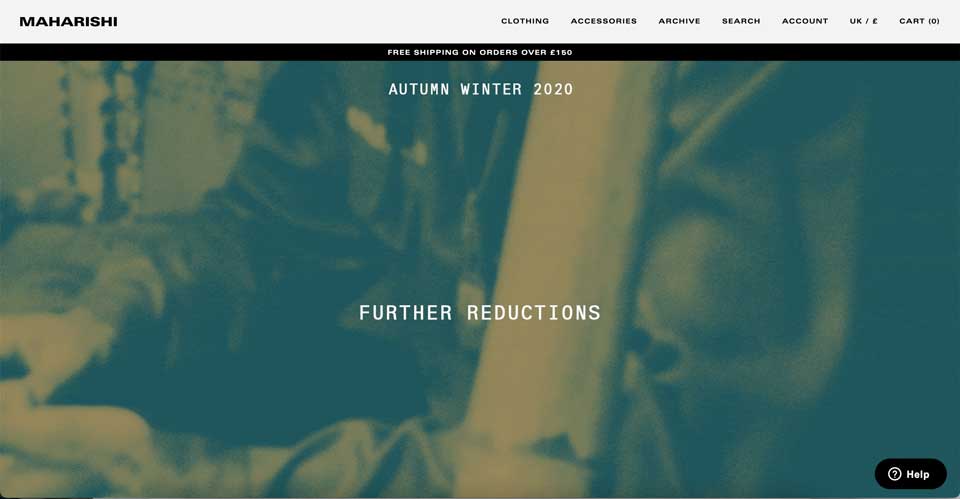 MAHARISHI
CLOTHING ACCESSORIES ARCHIVE SEARCH ACCOUNT UK / £ CART (0)
FREE SHIPPING ON ORDERS OVER £150
AUTUMN WINTER 2020
FURTHER REDUCTIONS
Help